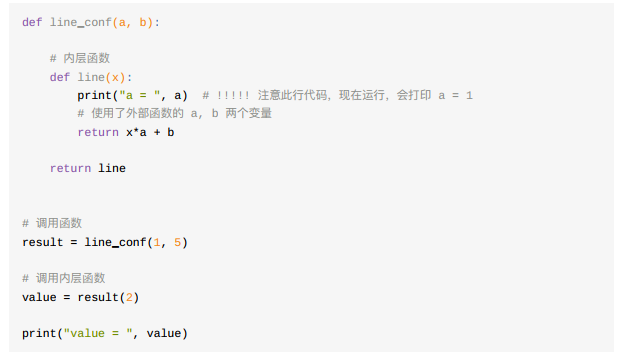 def line_conf(a, b):
# 内层函数
def line(x):
print("a = ", a)  # !!!!! 注意此行代码，现在运行，会打印 a = 1
# 使用了外部函数的 a, b 两个变量
return x*a + b
return line
# 调用函数
result = line_conf(1, 5)
# 调用内层函数
value = result(2)
print("value = ", value)